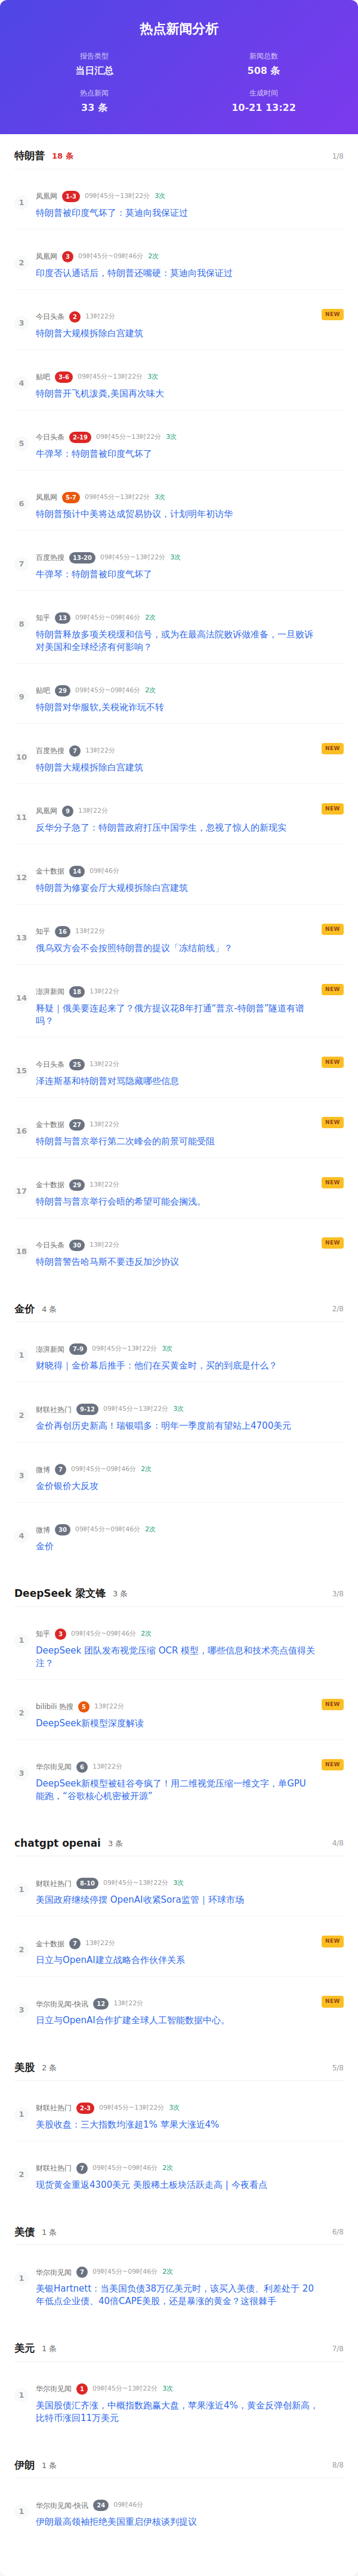 热点新闻分析
报告类型
当日汇总
新闻总数
508 条
热点新闻
33 条
生成时间
10-21 13:22
特朗普 18 条 1/8
1 凤凰网 1-3 09时45分~13时22分 3次
特朗普被印度气坏了：莫迪向我保证过
2 凤凰网 3 09时45分~09时46分 2次
印度否认通话后，特朗普还嘴硬：莫迪向我保证过
3 今日头条 2 13时22分 NEW
特朗普大规模拆除白宫建筑
4 贴吧 3-6 09时45分~13时22分 3次
特朗普开飞机泼粪,美国再次味大
5 今日头条 2-19 09时45分~13时22分 3次
牛弹琴：特朗普被印度气坏了
6 凤凰网 5-7 09时45分~13时22分 3次
特朗普预计中美将达成贸易协议，计划明年初访华
7 百度热搜 13-20 09时45分~13时22分 3次
牛弹琴：特朗普被印度气坏了
8 知乎 13 09时45分~09时46分 2次
特朗普释放多项关税缓和信号，或为在最高法院败诉做准备，一旦败诉
对美国和全球经济有何影响？
9 贴吧 29 09时45分~09时46分 2次
特朗普对华服软,关税讹诈玩不转
10 百度热搜 7 13时22分 NEW
特朗普大规模拆除白宫建筑
11 凤凰网 9 13时22分 NEW
反华分子急了：特朗普政府打压中国学生，忽视了惊人的新现实
12 金十数据 14 09时46分
特朗普为修宴会厅大规模拆除白宫建筑
13 知乎 16 13时22分 NEW
俄乌双方会不会按照特朗普的提议「冻结前线」？
14 澎湃新闻 18 13时22分 NEW
释疑｜俄美要连起来了？俄方提议花8年打通“普京-特朗普”隧道有谱
吗？
15 今日头条 25 13时22分 NEW
泽连斯基和特朗普对骂隐藏哪些信息
16 金十数据 27 13时22分 NEW
特朗普与普京举行第二次峰会的前景可能受阻
17 金十数据 29 13时22分 NEW
特朗普与普京举行会晤的希望可能会搁浅。
18 今日头条 30 13时22分 NEW
特朗普警告哈马斯不要违反加沙协议
金价 4 条 2/8
1 澎湃新闻 7-9 09时45分~13时22分 3次
财晓得｜金价幕后推手：他们在买黄金时，买的到底是什么？
2 财联社热门 9-12 09时45分~13时22分 3次
金价再创历史新高！瑞银唱多：明年一季度前有望站上4700美元
3 微博 7 09时45分~09时46分 2次
金价银价大反攻
4 微博 30 09时45分~09时46分 2次
金价
DeepSeek 梁文锋 3 条 3/8
1 知乎 3 09时45分~09时46分 2次
DeepSeek 团队发布视觉压缩 OCR 模型，哪些信息和技术亮点值得关
注？
2 bilibili 热搜 5 13时22分 NEW
DeepSeek新模型深度解读
3 华尔街见闻 6 13时22分 NEW
DeepSeek新模型被硅谷夸疯了！用二维视觉压缩一维文字，单GPU
能跑，“谷歌核心机密被开源”
chatgpt openai 3 条 4/8
1 财联社热门 8-10 09时45分~13时22分 3次
美国政府继续停摆 OpenAI收紧Sora监管｜环球市场
2 金十数据 7 13时22分 NEW
日立与OpenAI建立战略合作伙伴关系
3 华尔街见闻-快讯 12 13时22分 NEW
日立与OpenAI合作扩建全球人工智能数据中心。
美股 2 条 5/8
1 财联社热门 2-3 09时45分~13时22分 3次
美股收盘：三大指数均涨超1% 苹果大涨近4%
2 财联社热门 7 09时45分~09时46分 2次
现货黄金重返4300美元 美股稀土板块活跃走高 | 今夜看点
美债 1 条 6/8
1 华尔街见闻 7 09时45分~09时46分 2次
美银Hartnett：当美国负债38万亿美元时，该买入美债、利差处于 20
年低点企业债、40倍CAPE美股，还是暴涨的黄金？这很棘手
美元 1 条 7/8
1 华尔街见闻 1 09时45分~13时22分 3次
美国股债汇齐涨，中概指数跑赢大盘，苹果涨近4%，黄金反弹创新高，
比特币涨回11万美元
伊朗 1 条 8/8
1 华尔街见闻-快讯 24 09时46分
伊朗最高领袖拒绝美国重启伊核谈判提议